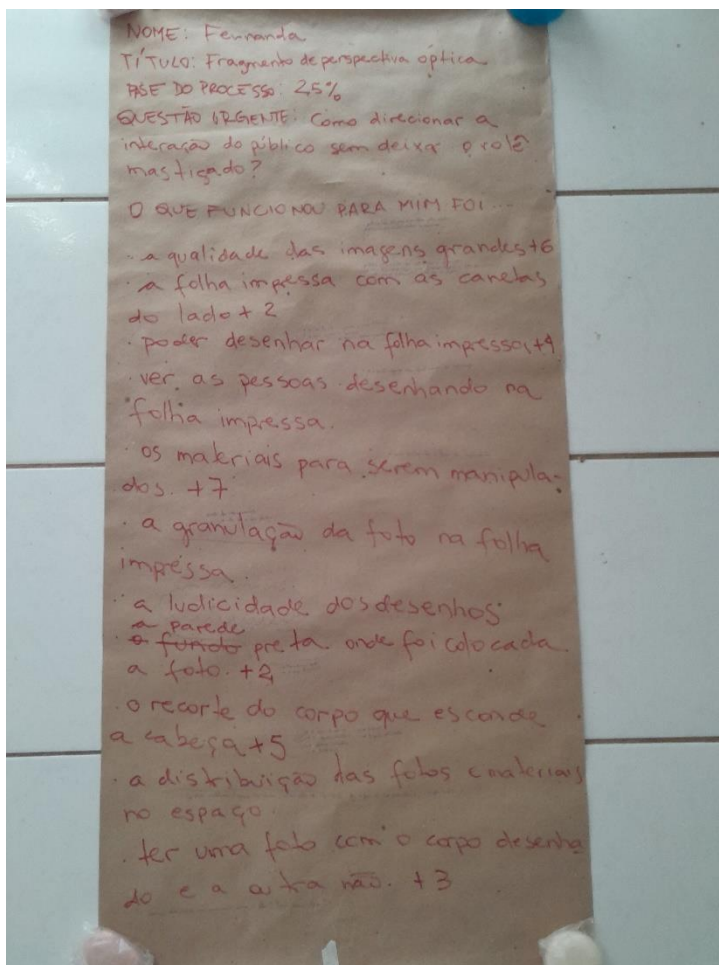 NOME: Fernanda
TÍTULO: Fragmento de perspectiva óptica
FASE DO PROCESSO: 25%
QUESTÃO URGENTE: Como direcionar a
interação do público sem deixar o rolê
mastigado?
O QUE FUNCIONOU PARA MIM FOI...
. a qualidade das imagens grandes +6
. a folha impressa com as canetas
do lado + 2
. poder desenhar na folha impressa, +9
. ver as pessoas desenhando na
folha impressa.
. os materiais para serem manipula-
dos. +7
. a granulação da foto na folha
impressa.
. a ludicidade dos desenhos
a parede
. o fundo preta onde foi colocada
a foto. +2
. o recorte do corpo que esconde
a cabeça +5
. a distribuição das fotos e materiais
no espaço.
. ter uma foto com o corpo desenha
do e a outra não. +3